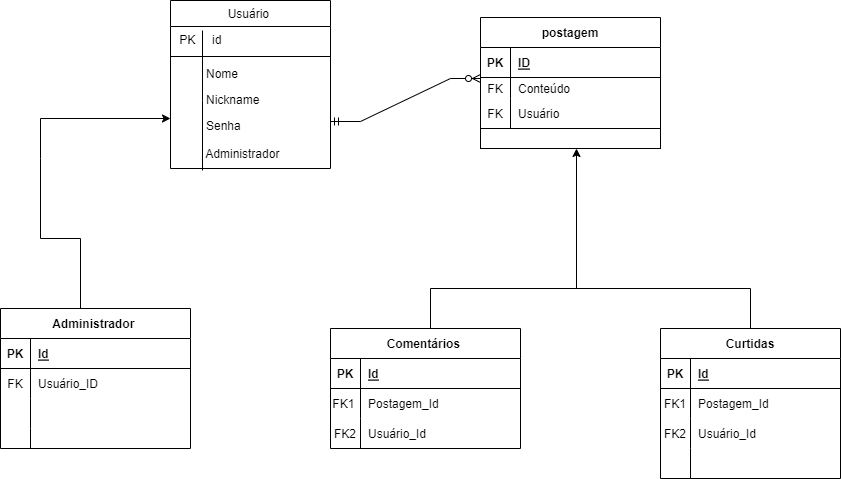 Usuário
PK id
Nome
Nickname
Senha
Administrador
postagem
PK ID
FK Conteúdo
FK Usuário
Administrador
PK Id
FK Usuário_ID
Comentários
PK Id
FK1 Postagem_Id
FK2 Usuário_Id
Curtidas
PK Id
FK1 Postagem_Id
FK2 Usuário_Id